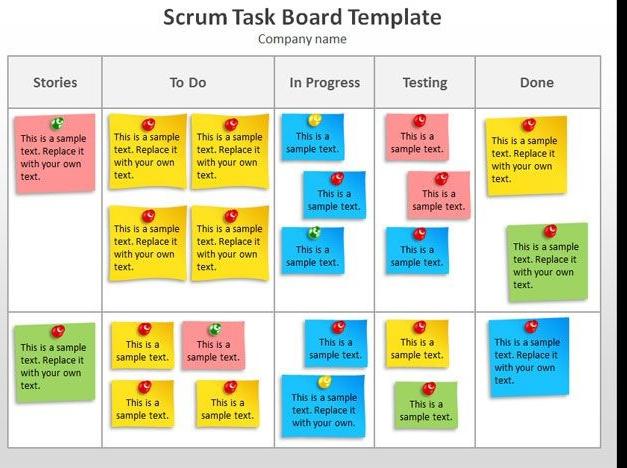 Scrum Task Board Template
Company name
Stories
To Do
In Progress
Testing
Done
This is a sample
text. Replace it
with your own
text.
This is a sample
text. Replace it
with your own
text.
This is a sample
text. Replace it
with your own
text.
This is a sample
text. Replace it
with your own
text.
This is a sample
text. Replace it
with your own
text.
This is a
sample text.
This is a
sample text.
This is a
sample text.
This is a
sample text.
This is a
sample text.
This is a
sample text.
This is a sample
text. Replace it
with your own
text.
This is a sample
text. Replace it
with your own
text.
This is a sample
text. Replace it
with your own
text.
This is a
sample text.
This is a
sample text.
This is a
sample text.
This is a
sample text.
This is a
sample text.
This is a sample
text. Replace it
with your own.
This is a
sample text.
This is a
sample text.
This is a sample
text. Replace it
with your own
text.